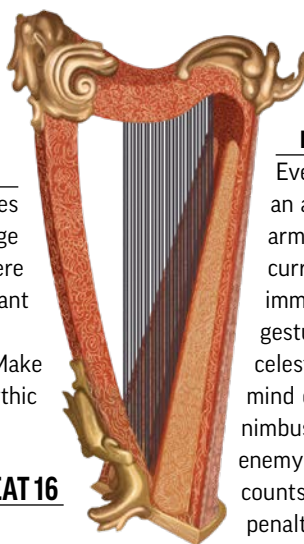 es
ge
ere
ant
Make
thic
EAT 16
Eve
an a
arm
curr
imm
gestu
celest
mind
nimbus
enemy
counts
penalt